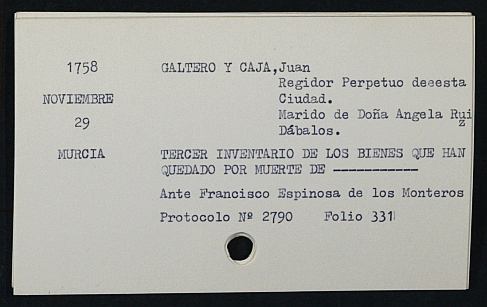 1758 GALTERO Y CAJA, Juan
Regidor Perpetuo deeesta
NOVIEMBRE Ciudad.
29 Marido de Doña Angela Ruiz
Dábalos.
MURCIA TERCER INVENTARIO DE LOS BIENES QUE HAN
QUEDADO POR MUERTE DE -----------
Ante Francisco Espinosa de los Monteros
Protocolo Nº 2790 Folio 331